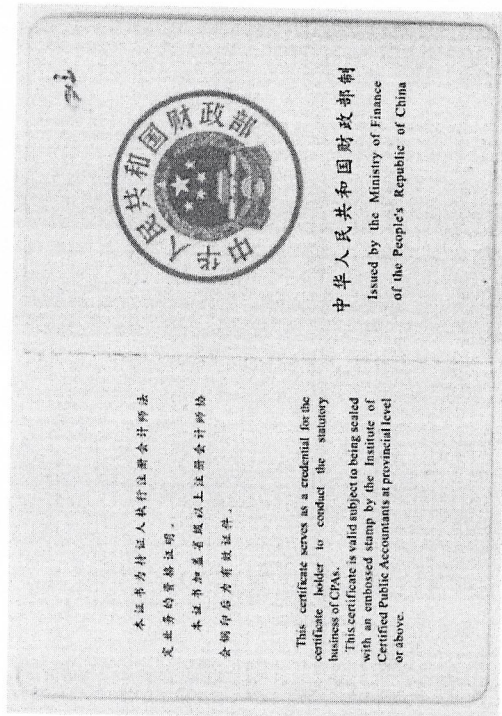 本证书为持证人执行注册会计师法
定业务的资格证明。
本证书加盖省级以上注册会计师协
会钢印后为有效证件。
This certificate serves as a credential for the
certificate holder to conduct the statutory
business of CPAs.
This certificate is valid subject to being sealed
with an embossed stamp by the Institute of
Certified Public Accountants at provincial level
or above.
中华人民共和国财政部
中华人民共和国财政部制
Issued by the Ministry of Finance
of the People's Republic of China